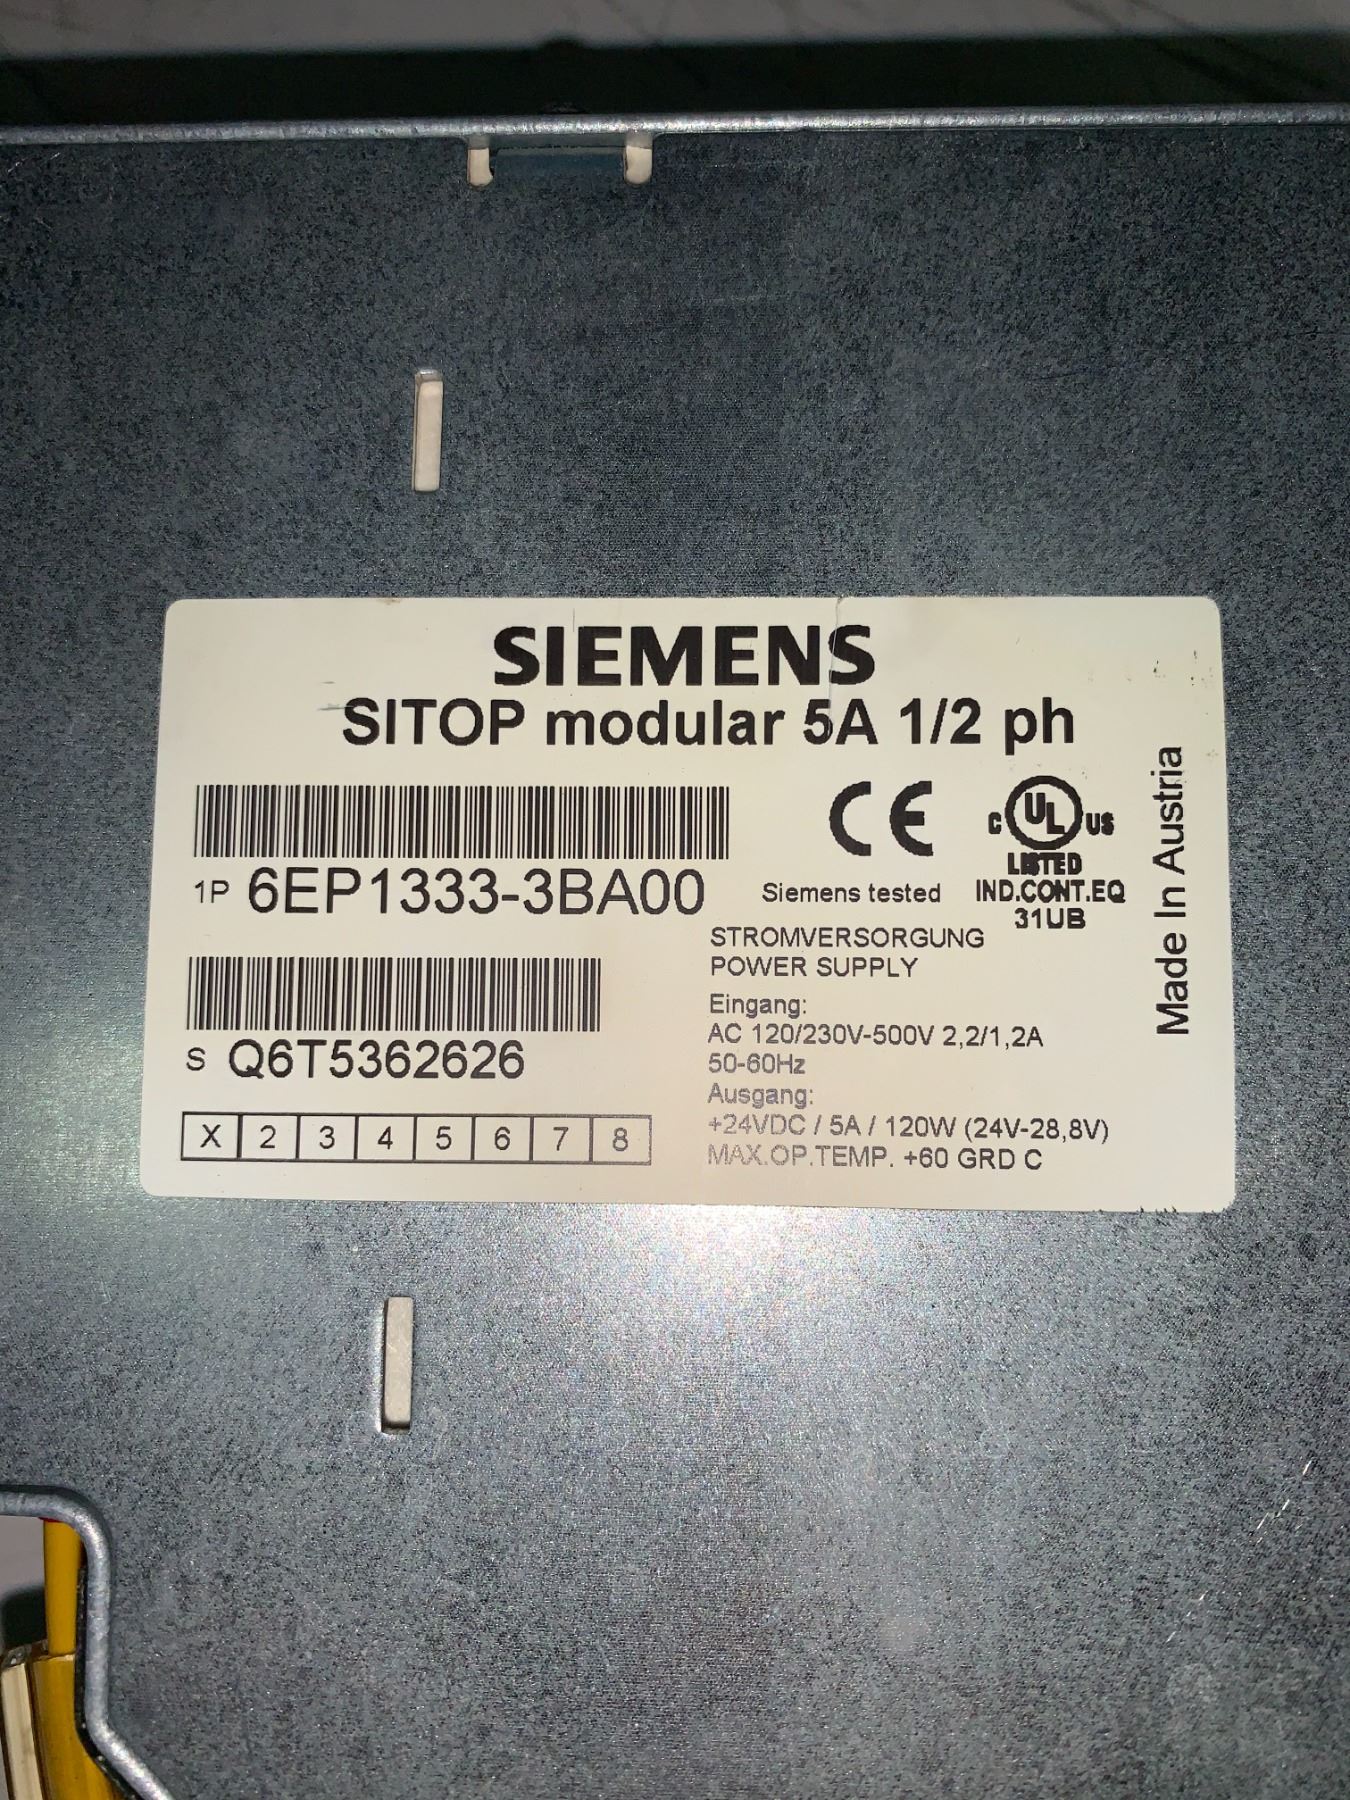 SIEMENS
SITOP modular 5A 1/2 ph
1P 6EP1333-3BA00
S Q6T5362626
X 2 3 4 5 6 7 8
CE
Siemens tested
C UL US
LISTED
IND.CONT.EQ
31UB
STROMVERSORGUNG
POWER SUPPLY
Eingang:
AC 120/230V-500V 2,2/1,2A
50-60Hz
Ausgang:
+24VDC / 5A / 120W (24V-28,8V)
MAX.OP.TEMP. +60 GRD C
Made In Austria